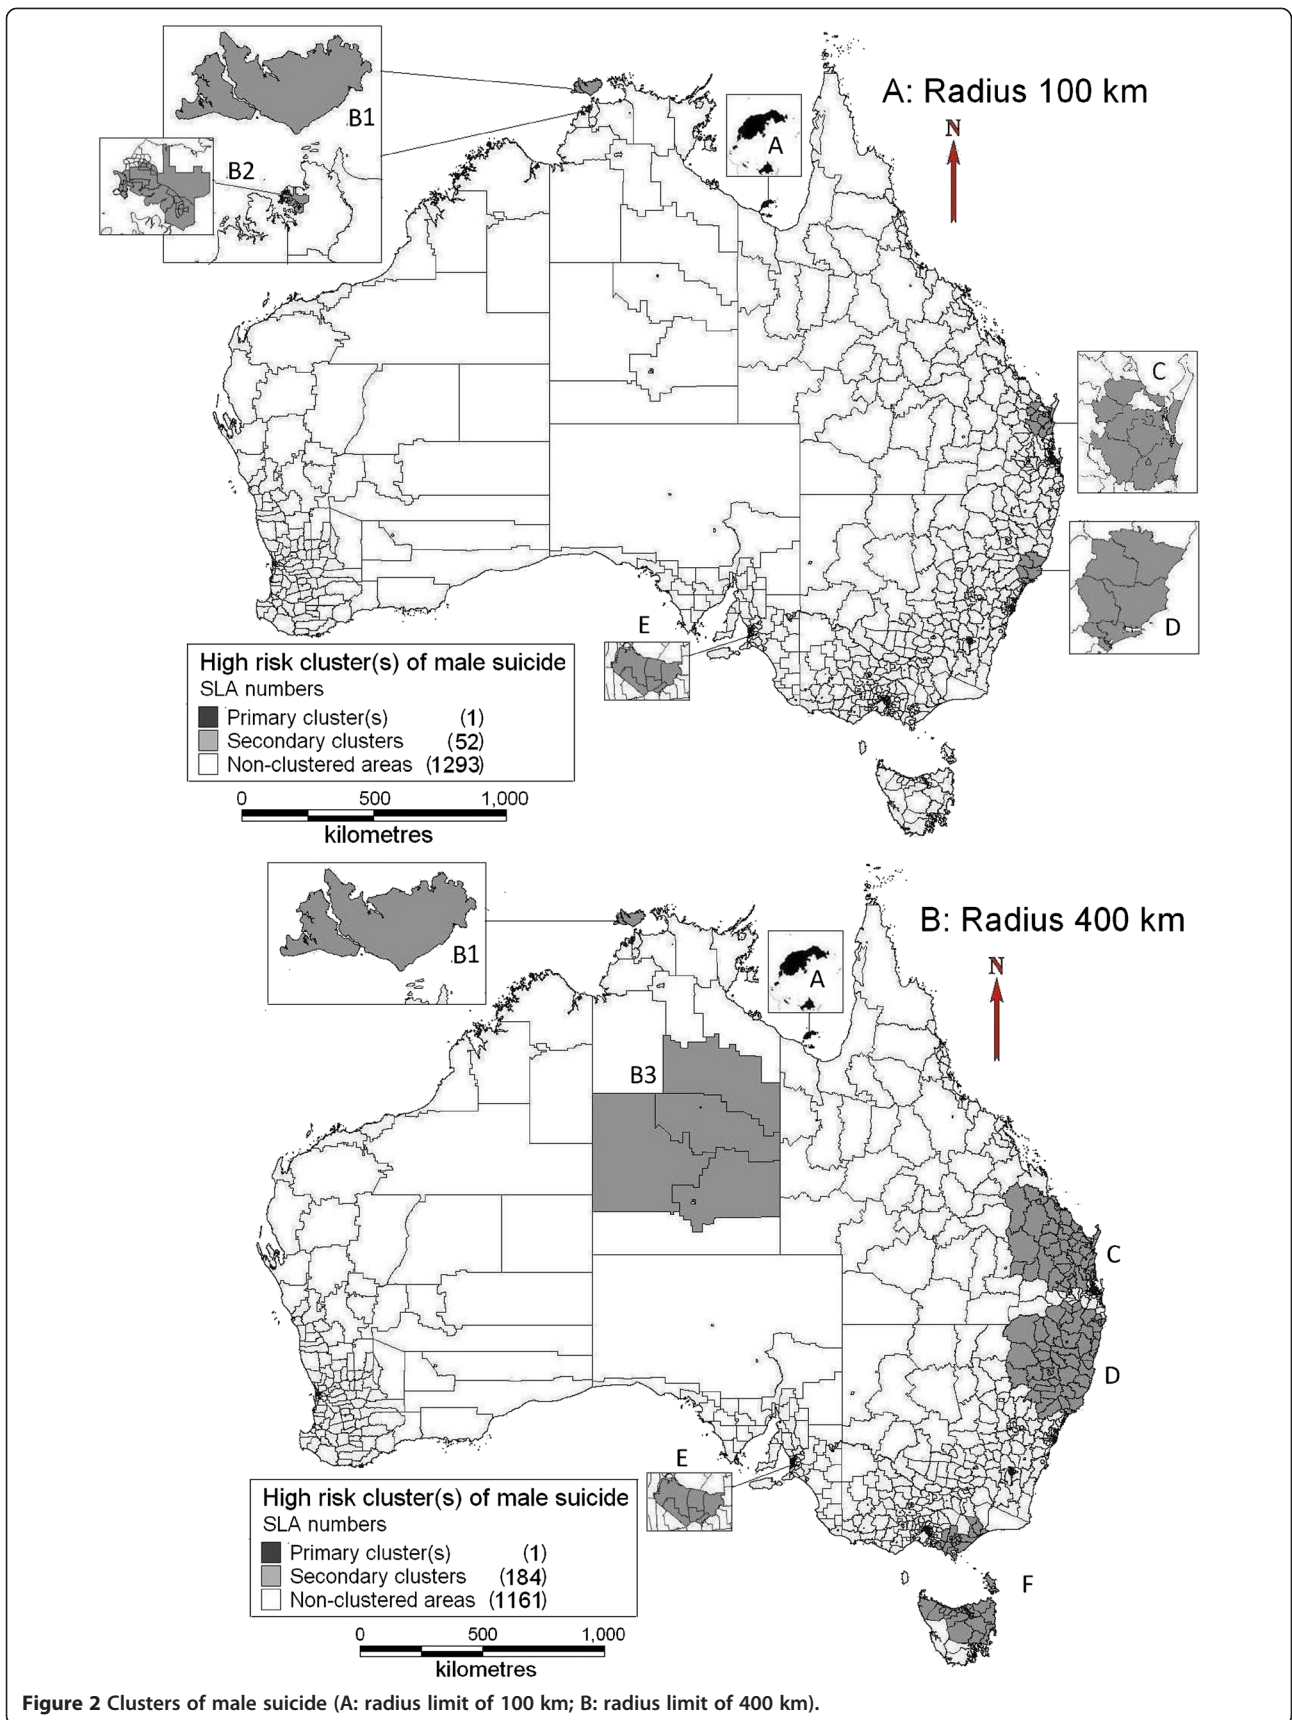 B1
B2
A: Radius 100 km
N
A
C
D
E
High risk cluster(s) of male suicide
SLA numbers
Primary cluster(s) (1)
Secondary clusters (52)
Non-clustered areas (1293)
0 500 1,000
kilometres
B1
B: Radius 400 km
N
A
B3
C
D
E
High risk cluster(s) of male suicide
SLA numbers
Primary cluster(s) (1)
Secondary clusters (184)
Non-clustered areas (1161)
F
0 500 1,000
kilometres
Figure 2 Clusters of male suicide (A: radius limit of 100 km; B: radius limit of 400 km).